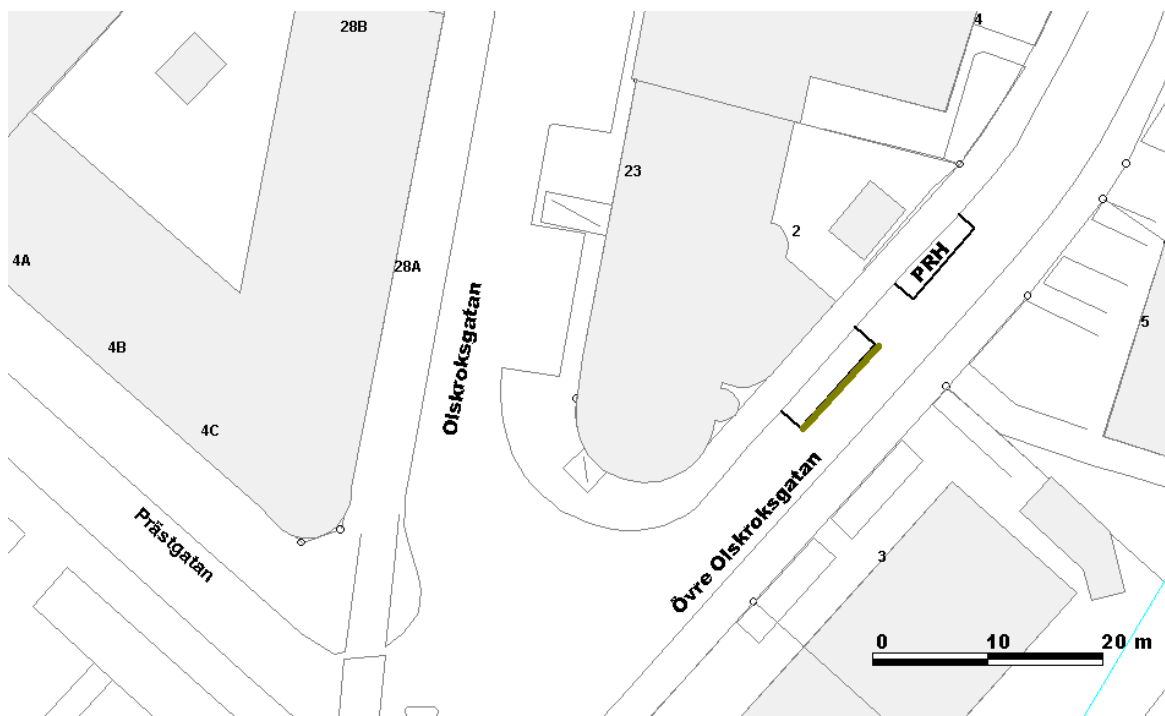 28B
4
23
2
4A
28A
PRH
Olskroksgatan
4B
5
4C
Övre Olskroksgatan
Prästgatan
3
0 10 20 m